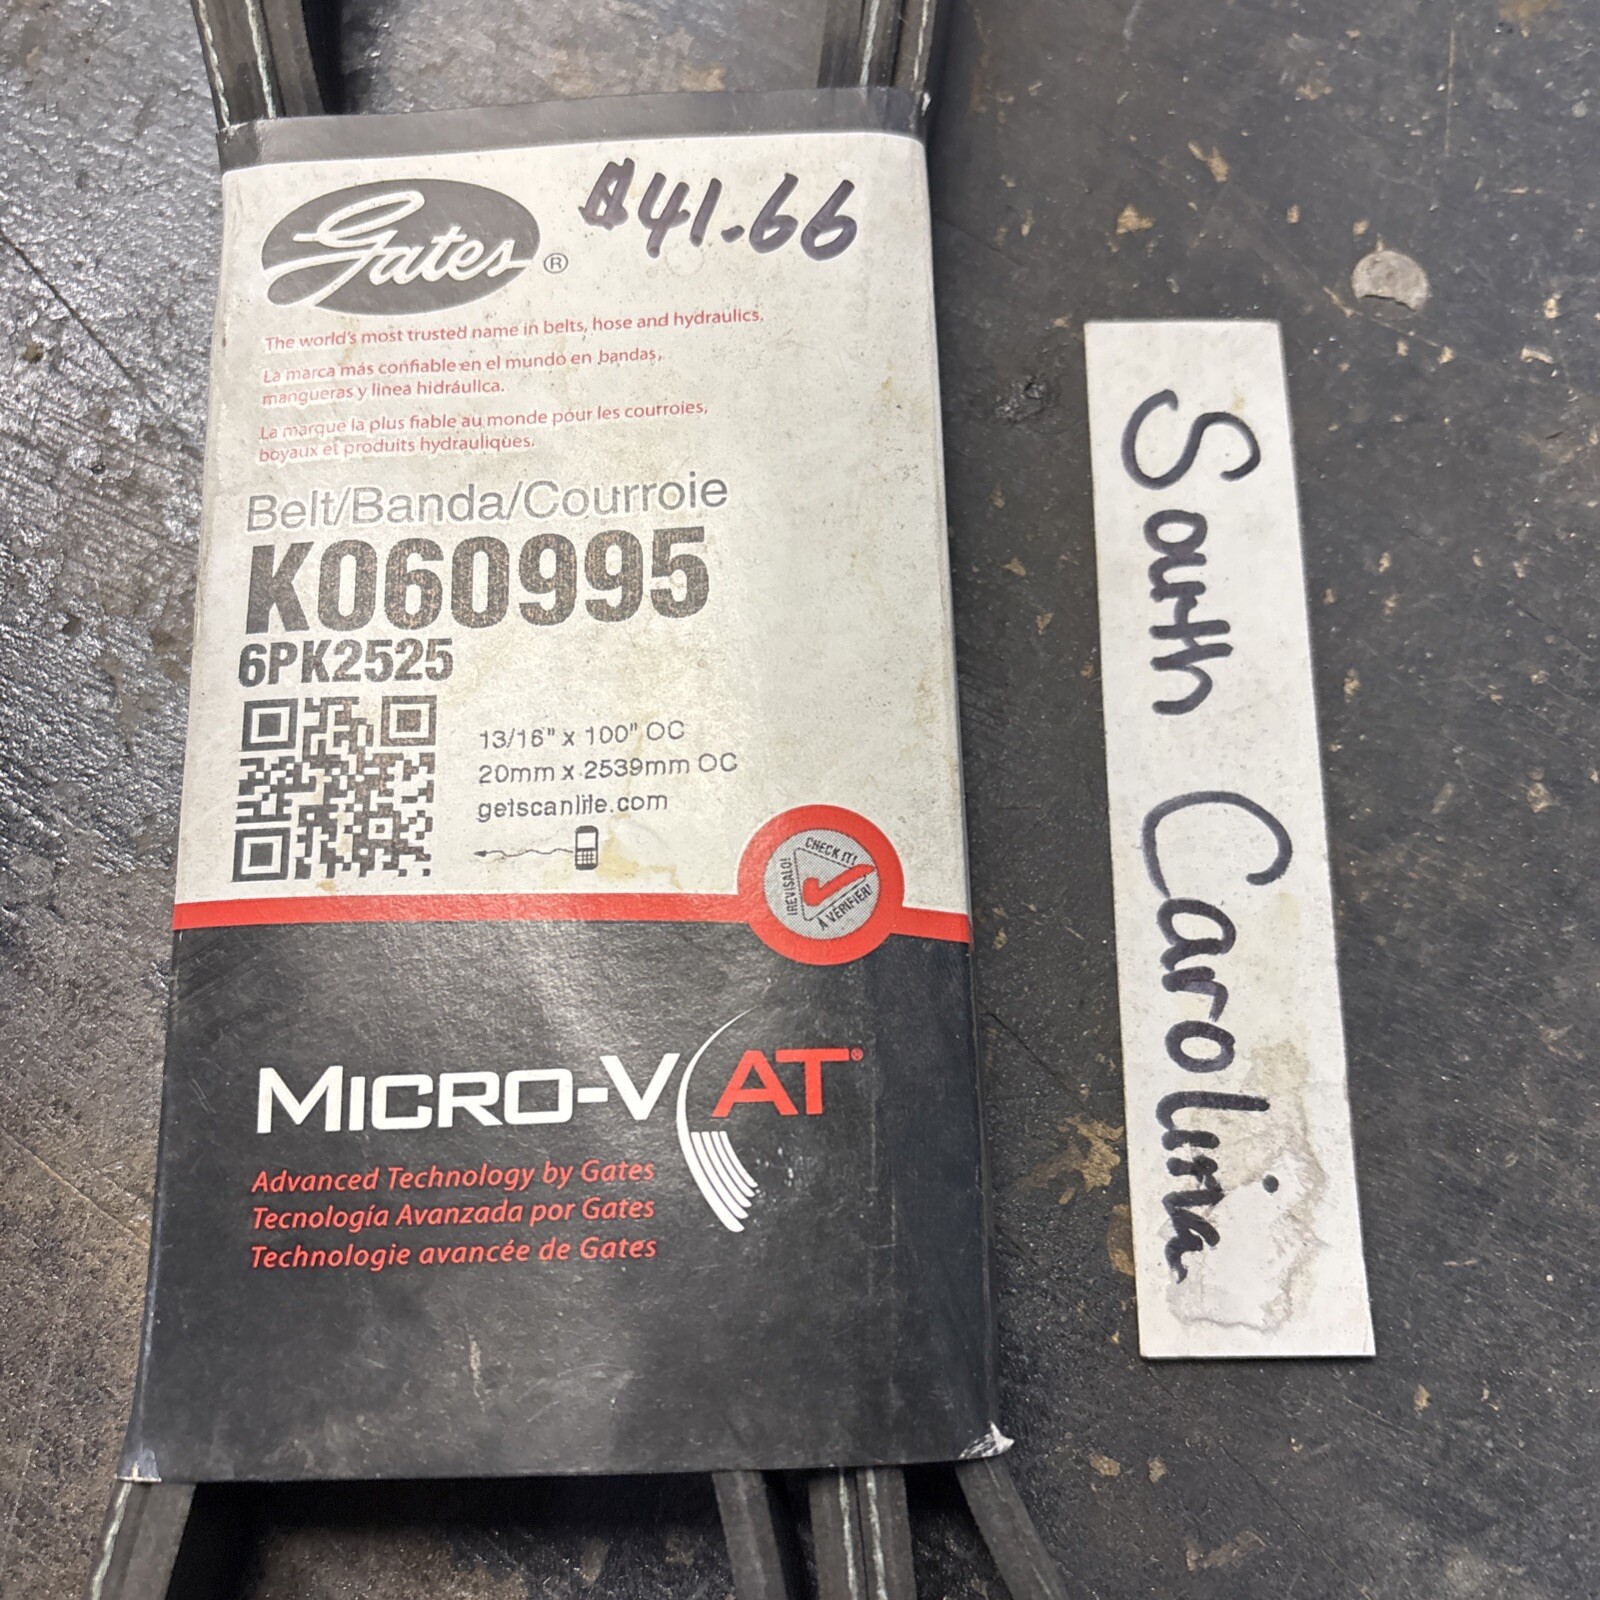 Gates ®
$41.66
The world's most trusted name in belts, hose and hydraulics.
La marca más confiable en el mundo en bandas,
mangueras y linea hidráulica.
La marque la plus fiable au monde pour les courroies,
boyaux et produits hydrauliques.
Belt/Banda/Courroie
K060995
6PK2525
13/16" x 100" OC
20mm x 2539mm OC
getscanlife.com
CHECK IT!
¡REVISALO!
À VÉRIFIER!
MICRO-V AT®
Advanced Technology by Gates
Tecnología Avanzada por Gates
Technologie avancée de Gates
South Carolina